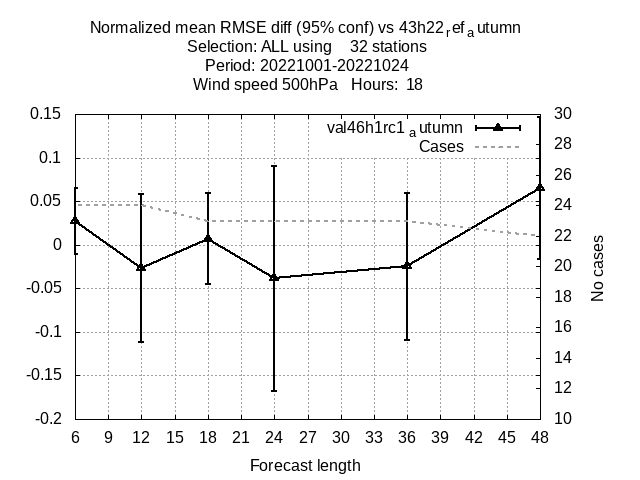 Normalized mean RMSE diff (95% conf) vs 43h22refautumn
Selection: ALL using 32 stations
Period: 20221001-20221024
Wind speed 500hPa Hours: 18
val46h1rc1autumn
Cases
0.15
0.1
0.05
0
-0.05
-0.1
-0.15
-0.2
30
28
26
24
22
20
18
16
14
12
10
No cases
6 9 12 15 18 21 24 27 30 33 36 39 42 45 48
Forecast length